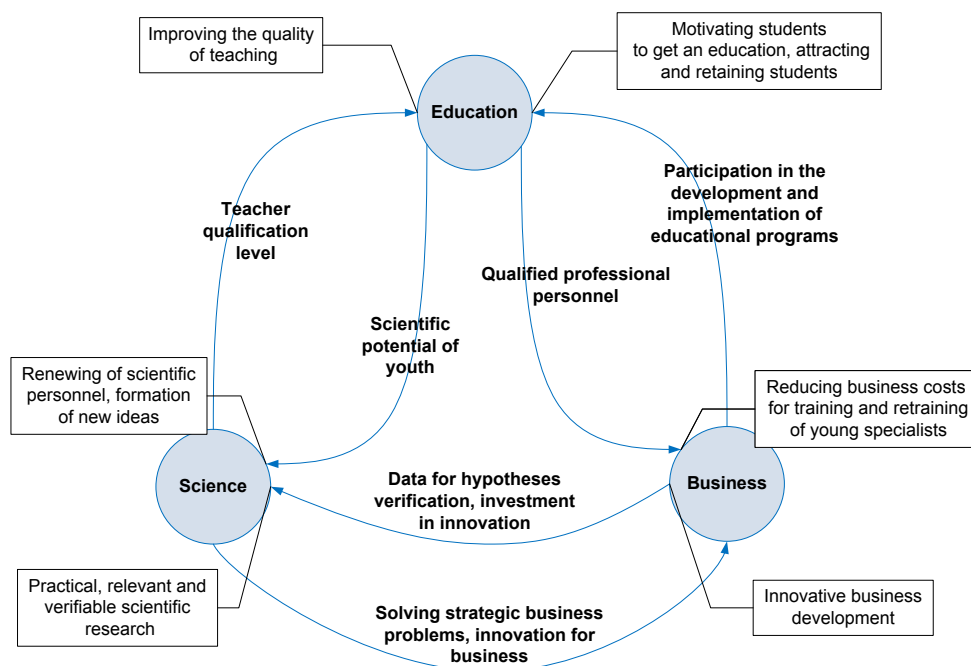 Improving the quality
of teaching
Motivating students
to get an education, attracting
and retaining students
Education
Teacher
qualification
level
Participation in the
development and
implementation of
educational programs
Qualified professional
personnel
Scientific
potential of
youth
Renewing of scientific
personnel, formation
of new ideas
Reducing business costs
for training and retraining
of young specialists
Science
Data for hypotheses
verification, investment
in innovation
Business
Practical, relevant and
verifiable scientific
research
Innovative business
development
Solving strategic business
problems, innovation for
business